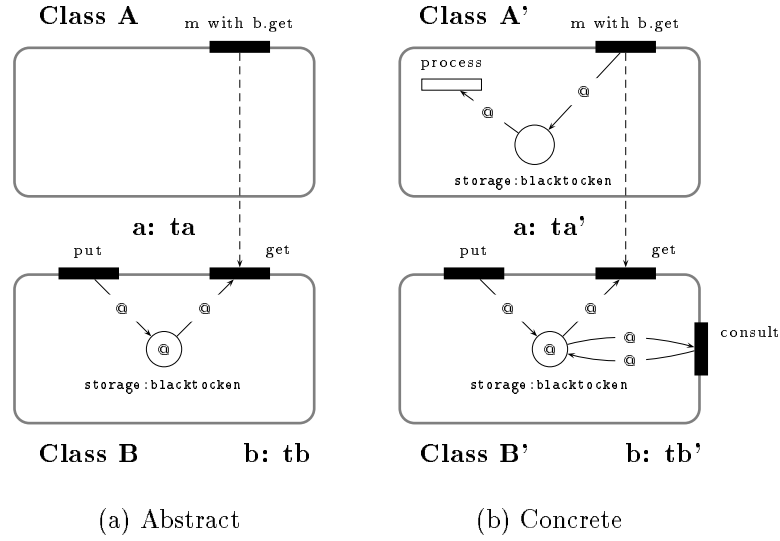 Class A
m with b.get
a: ta
put
get
@
@
@
storage:blacktocken
Class B
b: tb
(a) Abstract
Class A'
m with b.get
process
@
@
storage:blacktocken
a: ta'
put
get
@
@
@
@
@
consult
storage:blacktocken
Class B'
b: tb'
(b) Concrete